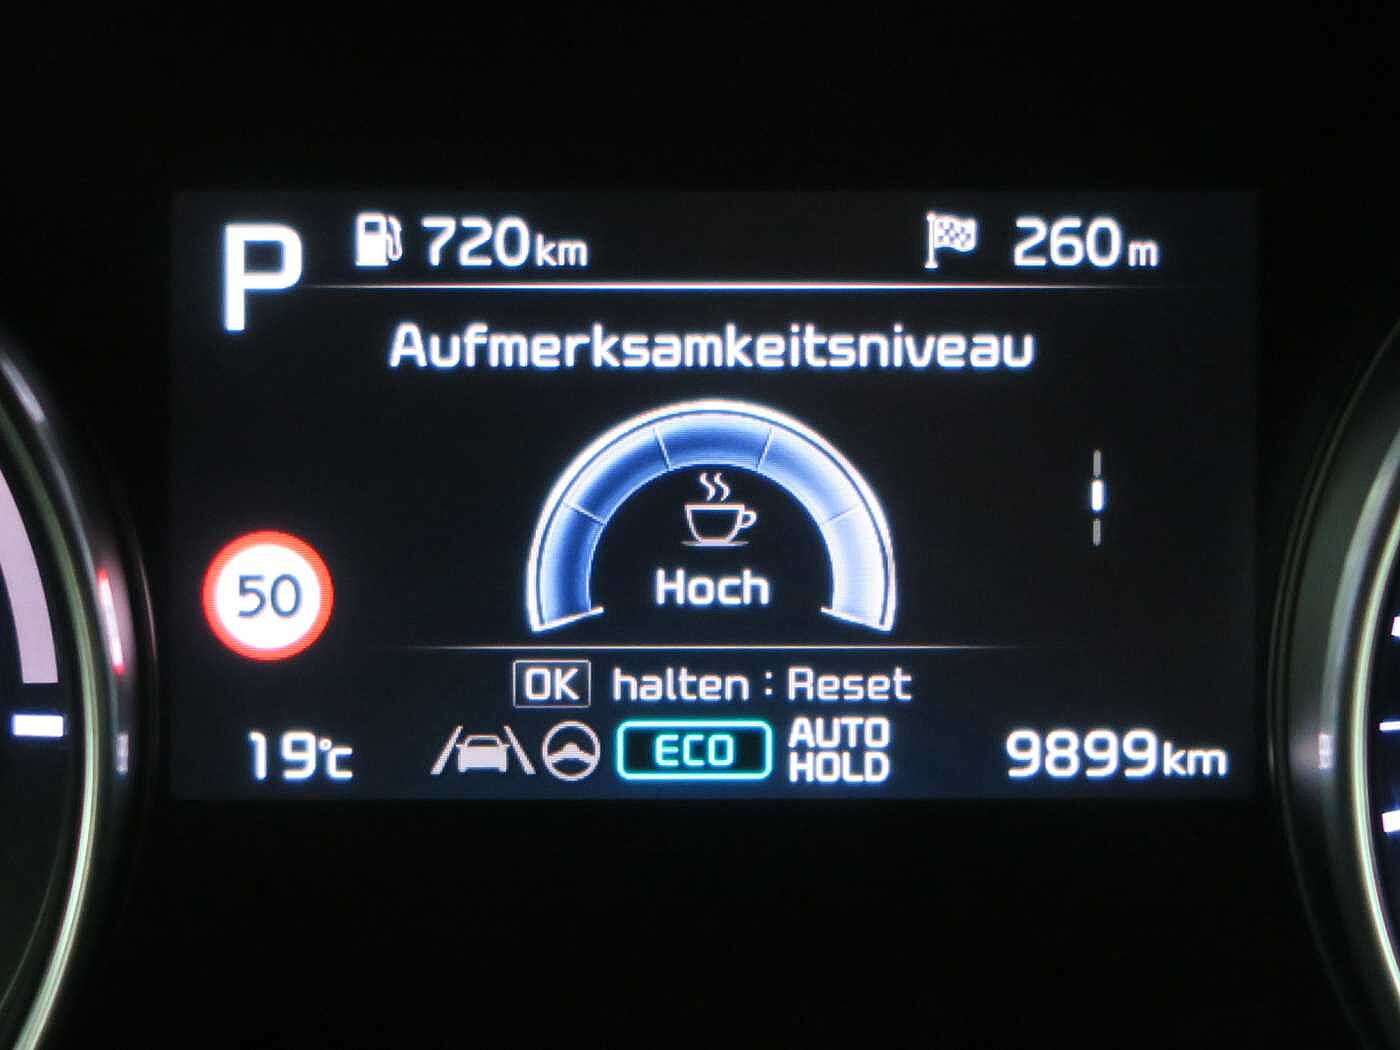 P 720km 260m
Aufmerksamkeitsniveau
Hoch
50
OK halten : Reset
19°C ECO AUTO HOLD 9899km